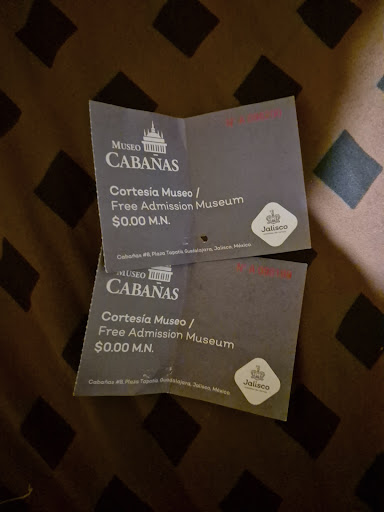 MUSEO
CABAÑAS
Cortesía Museo /
Free Admission Museum
$0.00 M.N.
Jalisco
Cabañas #8, Plaza Tapatía, Guadalajara, Jalisco, México
MUSEO
CABAÑAS
Cortesía Museo /
Free Admission Museum
$0.00 M.N.
Jalisco
Cabañas #8, Plaza Tapatía, Guadalajara, Jalisco, México